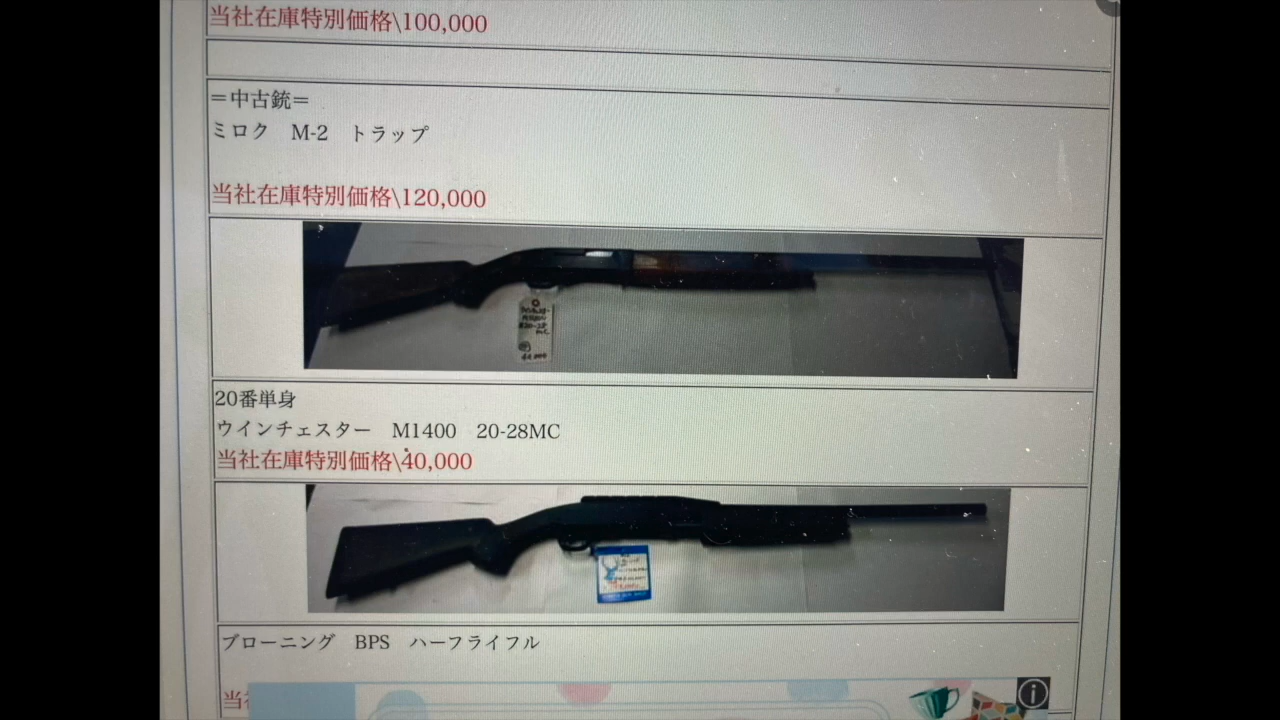 当社在庫特別価格\100,000
＝中古銃＝
ミロク　M-2　トラップ
当社在庫特別価格\120,000
20番単身
ウインチェスター　M1400　20-28MC
当社在庫特別価格\40,000
ブローニング　BPS　ハーフライフル
当